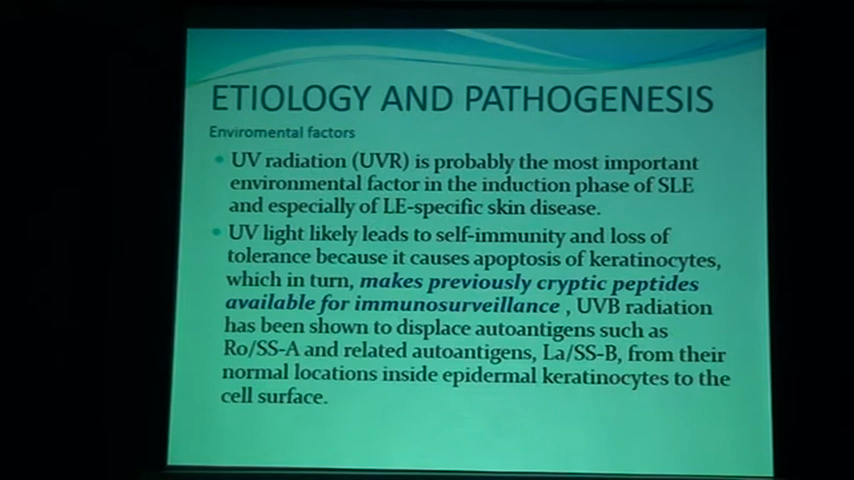 ETIOLOGY AND PATHOGENESIS
Enviromental factors
• UV radiation (UVR) is probably the most important
environmental factor in the induction phase of SLE
and especially of LE-specific skin disease.
• UV light likely leads to self-immunity and loss of
tolerance because it causes apoptosis of keratinocytes,
which in turn, makes previously cryptic peptides
available for immunosurveillance , UVB radiation
has been shown to displace autoantigens such as
Ro/SS-A and related autoantigens, La/SS-B, from their
normal locations inside epidermal keratinocytes to the
cell surface.